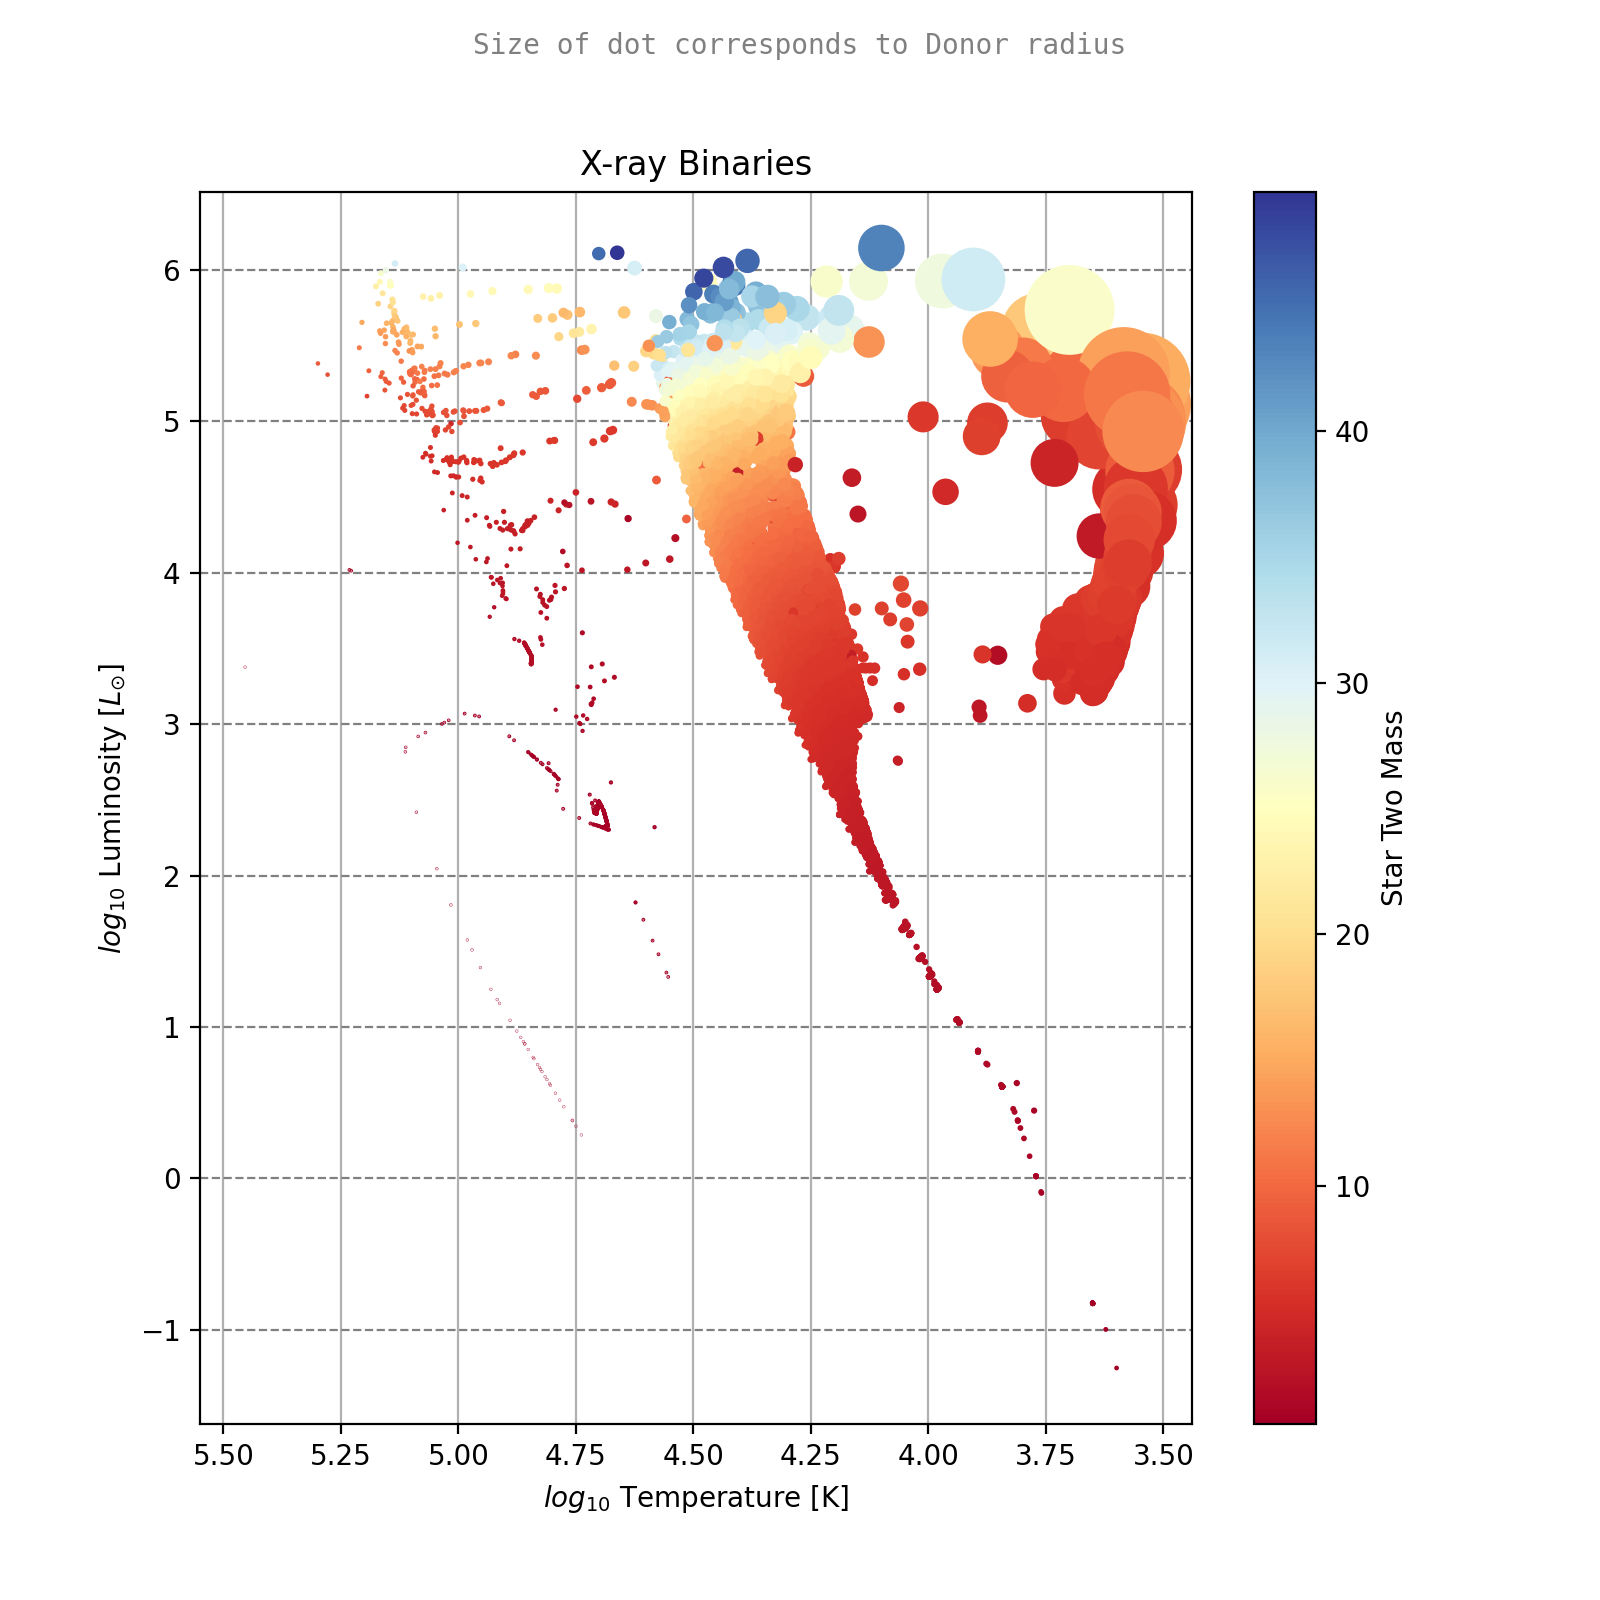 Size of dot corresponds to Donor radius
X-ray Binaries
log₁₀ Luminosity [L⊙]
6
5
4
3
2
1
0
−1
5.50 5.25 5.00 4.75 4.50 4.25 4.00 3.75 3.50
log₁₀ Temperature [K]
40
30
20
10
Star Two Mass